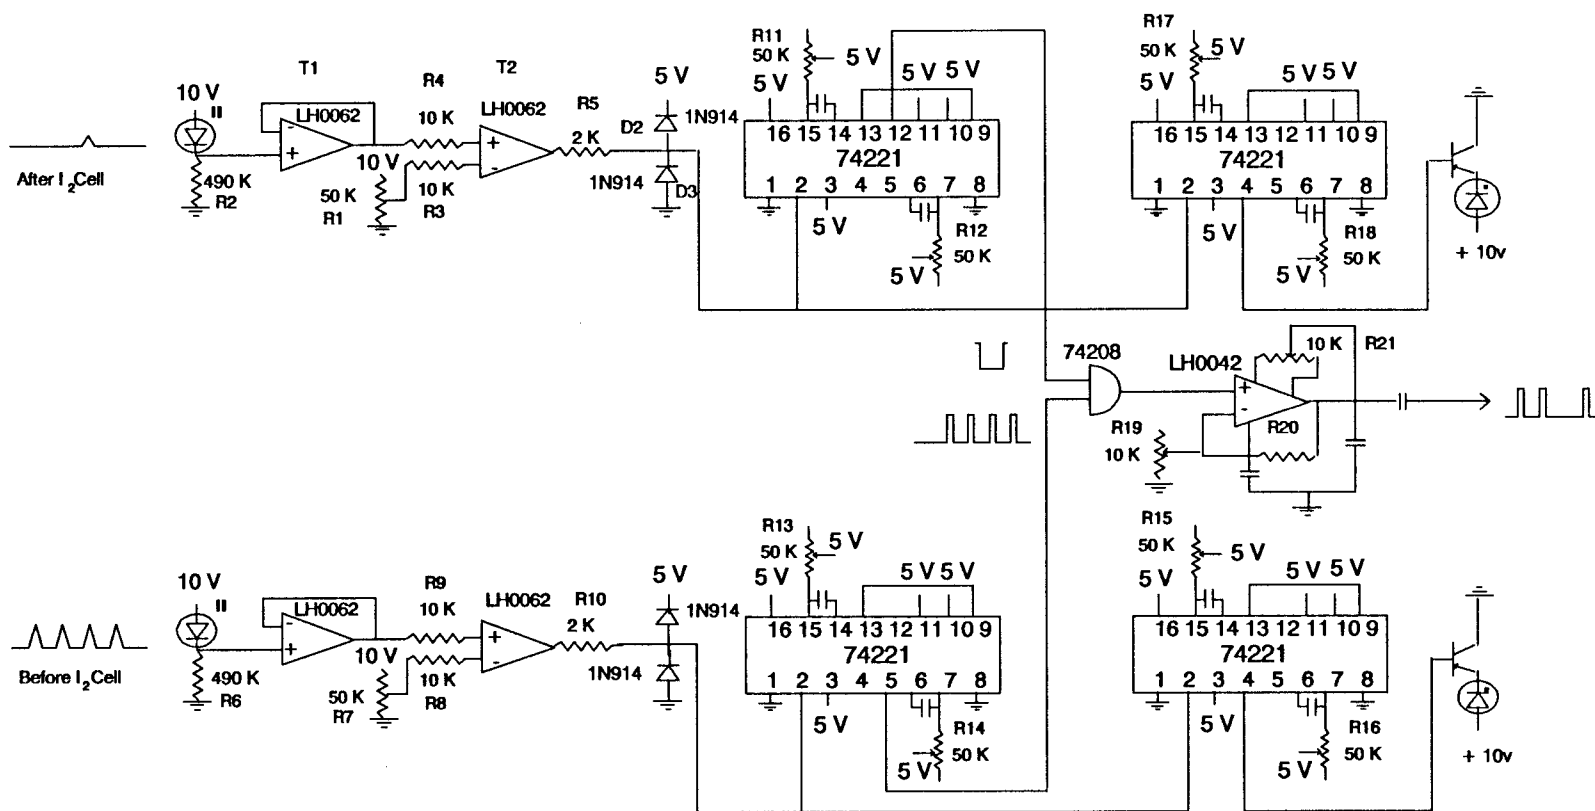 R11
50 K
5 V
5 V
5 V 5 V
R17
50 K
5 V
5 V
5 V 5 V
T1
T2
R4
10 K
LH0062
LH0062
R5
2 K
5 V
1N914
D2
10 V
II
- +
+ -
10 V
50 K
R1
10 K
R3
1N914
D3
After I2Cell
490 K
R2
16 15 14 13 12 11 10 9
74221
1 2 3 4 5 6 7 8
5 V
R12
50 K
5 V
16 15 14 13 12 11 10 9
74221
1 2 3 4 5 6 7 8
5 V
R18
50 K
5 V
+ 10v
74208
LH0042
10 K
R21
+ -
R20
R19
10 K
R13
50 K
5 V
5 V
5 V 5 V
R15
50 K
5 V
5 V
5 V 5 V
10 V
II
LH0062
R9
10 K
LH0062
R10
2 K
5 V
1N914
- +
+ -
10 V
50 K
R7
10 K
R8
1N914
Before I2Cell
490 K
R6
16 15 14 13 12 11 10 9
74221
1 2 3 4 5 6 7 8
5 V
R14
50 K
5 V
16 15 14 13 12 11 10 9
74221
1 2 3 4 5 6 7 8
5 V
R16
50 K
5 V
+ 10v